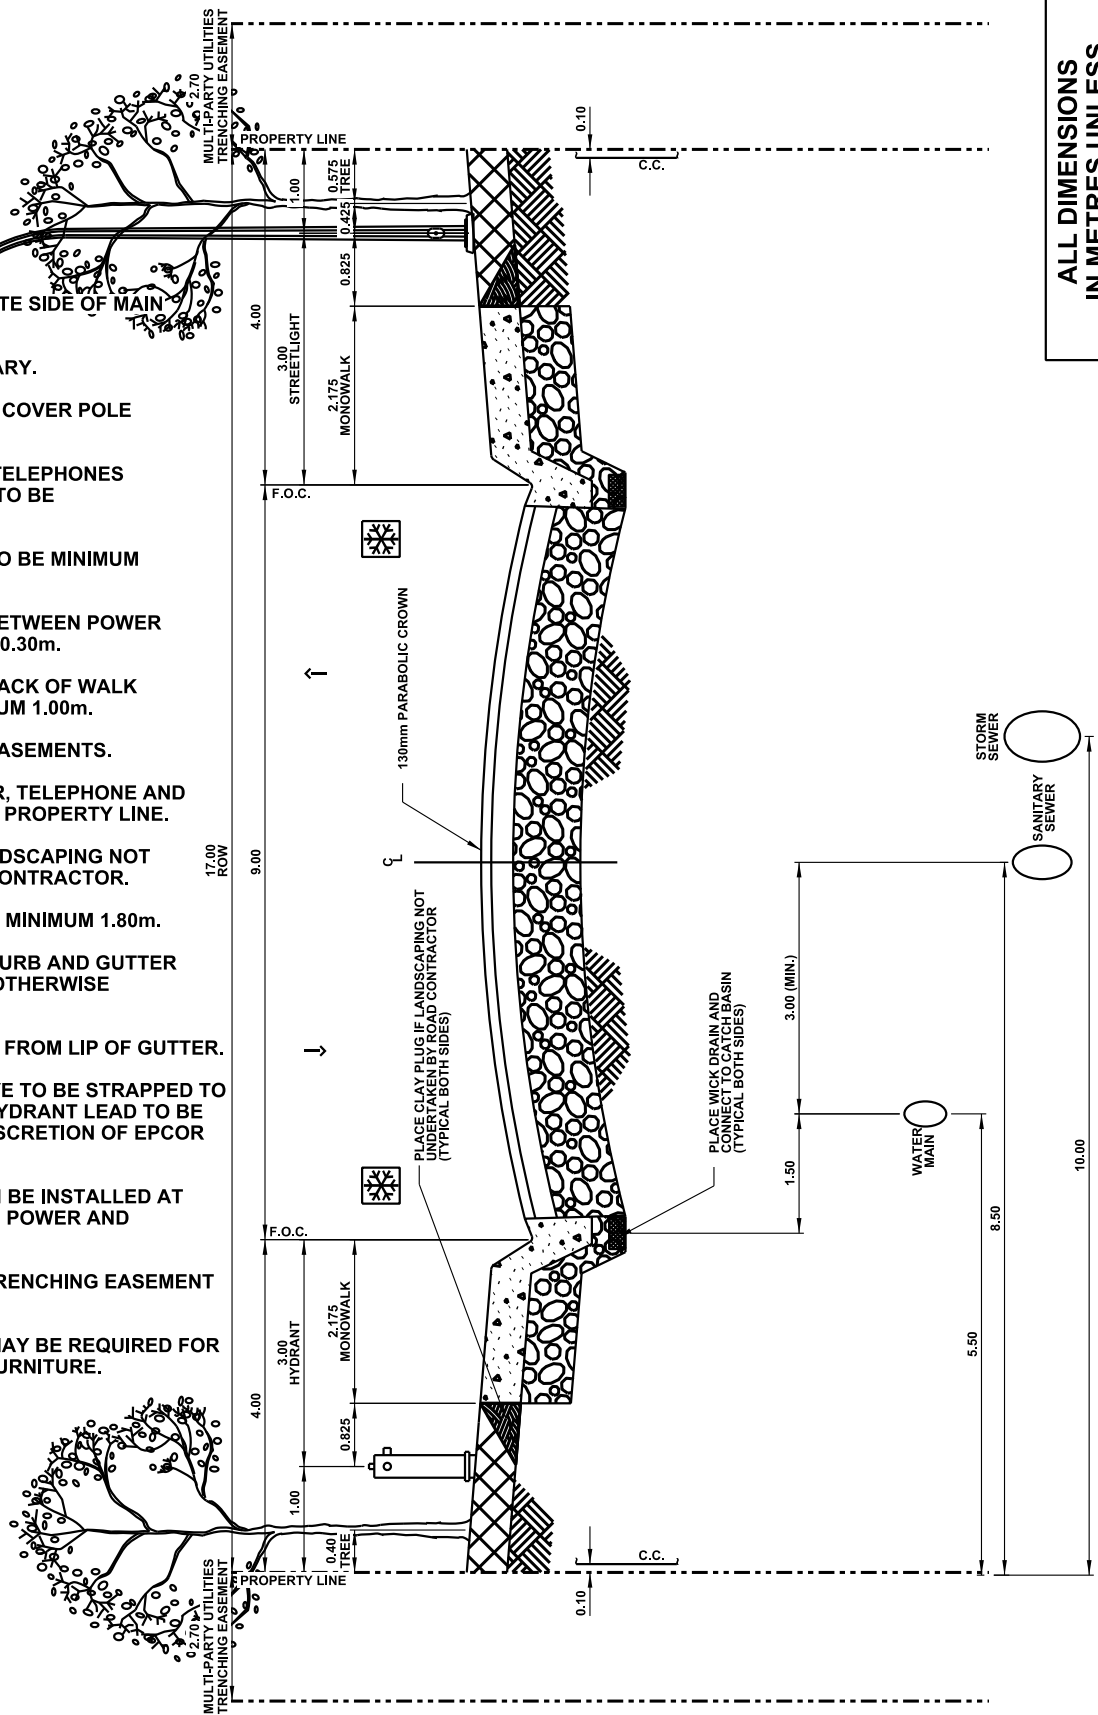 TE SIDE OF MAIN
ARY.
COVER POLE
TELEPHONES
TO BE
O BE MINIMUM
ETWEEN POWER
0.30m.
ACK OF WALK
UM 1.00m.
ASEMENTS.
R, TELEPHONE AND
PROPERTY LINE.
DSCAPING NOT
ONTRACTOR.
MINIMUM 1.80m.
URB AND GUTTER
OTHERWISE
FROM LIP OF GUTTER.
VE TO BE STRAPPED TO
YDRANT LEAD TO BE
SCRETION OF EPCOR
N BE INSTALLED AT
POWER AND
RENCHING EASEMENT
MAY BE REQUIRED FOR
URNITURE.
2.70
MULTI-PARTY UTILITIES
TRENCHING EASEMENT
PROPERTY LINE
17.00
ROW
4.00
9.00
4.00
F.O.C.
F.O.C.
1.00
3.00
STREETLIGHT
0.575
TREE
0.425
0.825
2.175
MONOWALK
0.10
C.C.
130mm PARABOLIC CROWN
C
L
PLACE CLAY PLUG IF LANDSCAPING NOT
UNDERTAKEN BY ROAD CONTRACTOR
(TYPICAL BOTH SIDES)
PLACE WICK DRAIN AND
CONNECT TO CATCH BASIN
(TYPICAL BOTH SIDES)
3.00
HYDRANT
1.00
2.175
MONOWALK
0.825
0.40
TREE
PROPERTY LINE
2.70
MULTI-PARTY UTILITIES
TRENCHING EASEMENT
C.C.
0.10
3.00 (MIN.)
1.50
WATER
MAIN
SANITARY
SEWER
STORM
SEWER
5.50
8.50
10.00
ALL DIMENSIONS
IN METRES UNLESS